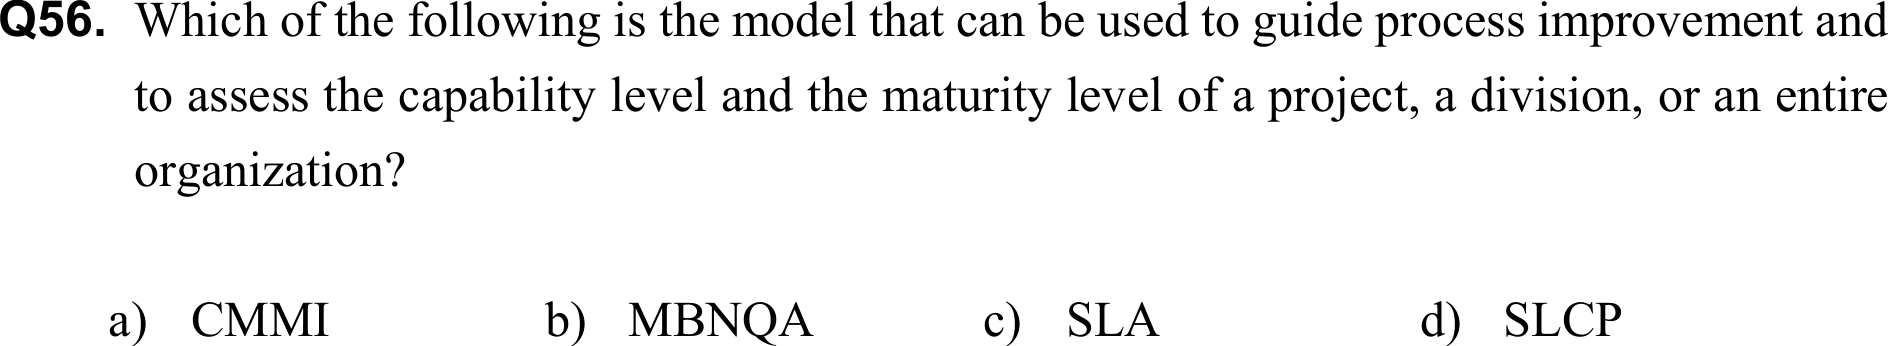 Q56. Which of the following is the model that can be used to guide process improvement and
to assess the capability level and the maturity level of a project, a division, or an entire
organization?
a) CMMI b) MBNQA c) SLA d) SLCP